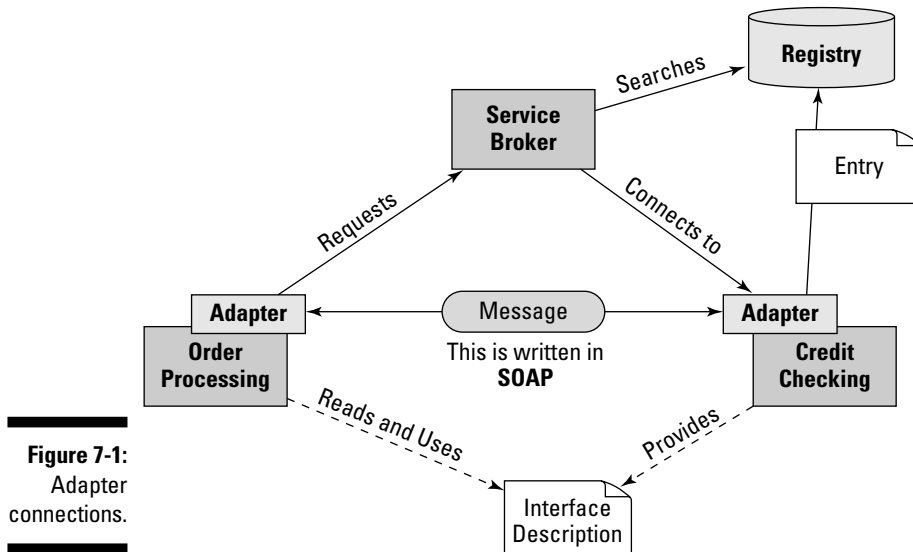 Registry
Searches
Service
Broker
Entry
Requests
Connects to
Adapter
Message
Adapter
This is written in
SOAP
Order
Processing
Credit
Checking
Reads and Uses
Provides
Figure 7-1:
Adapter
connections.
Interface
Description